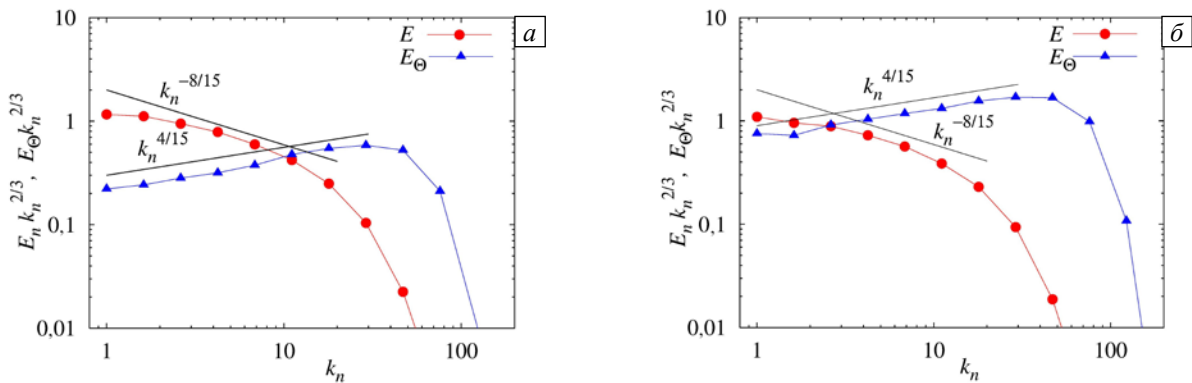 10
1
0.1
0,01
1
10
100
k_n
E_n k_n^{2/3} , E_Θ k_n^{2/3}
E
E_Θ
k_n^{-8/15}
k_n^{4/15}
а
10
1
0.1
0,01
1
10
100
k_n
E_n k_n^{2/3} , E_Θ k_n^{2/3}
E
E_Θ
k_n^{4/15}
k_n^{-8/15}
б